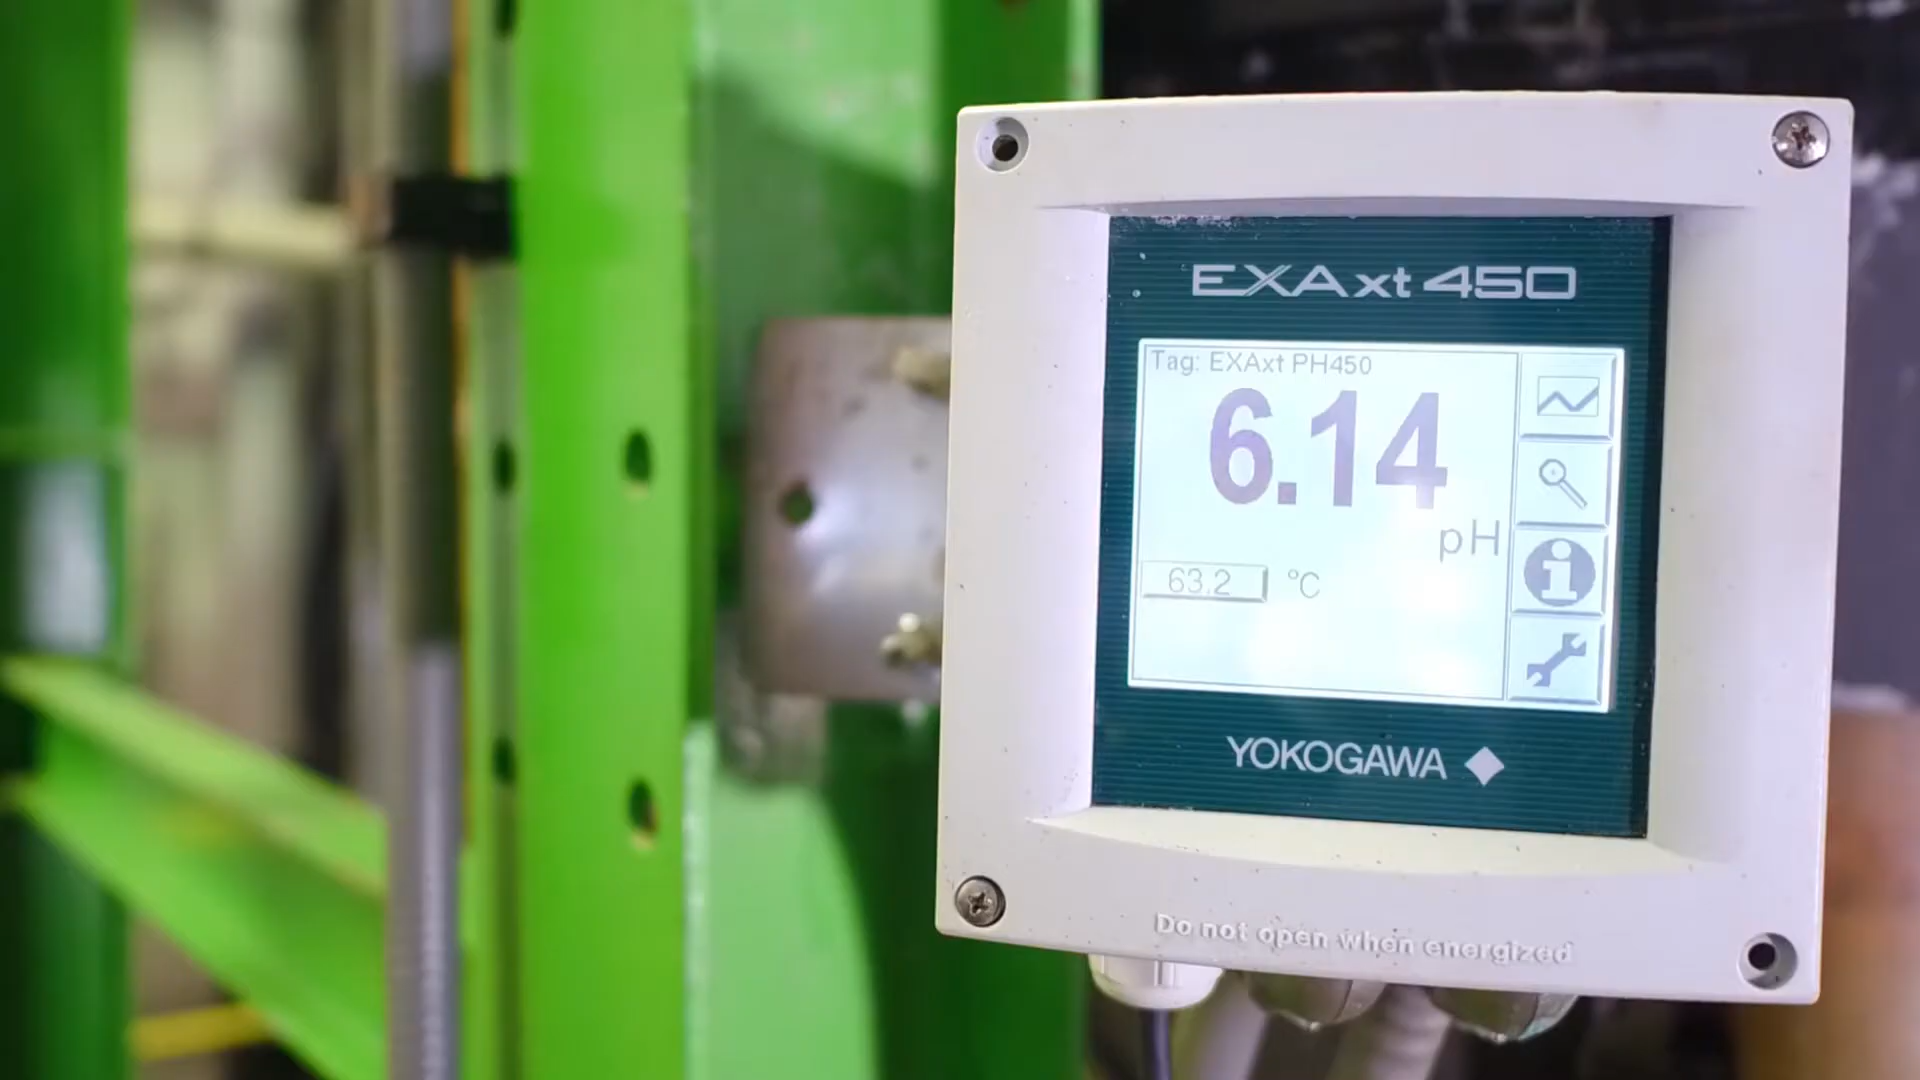 EXAxt 450
Tag: EXAxt PH450
6.14
pH
63.2 °C
YOKOGAWA
Do not open when energized